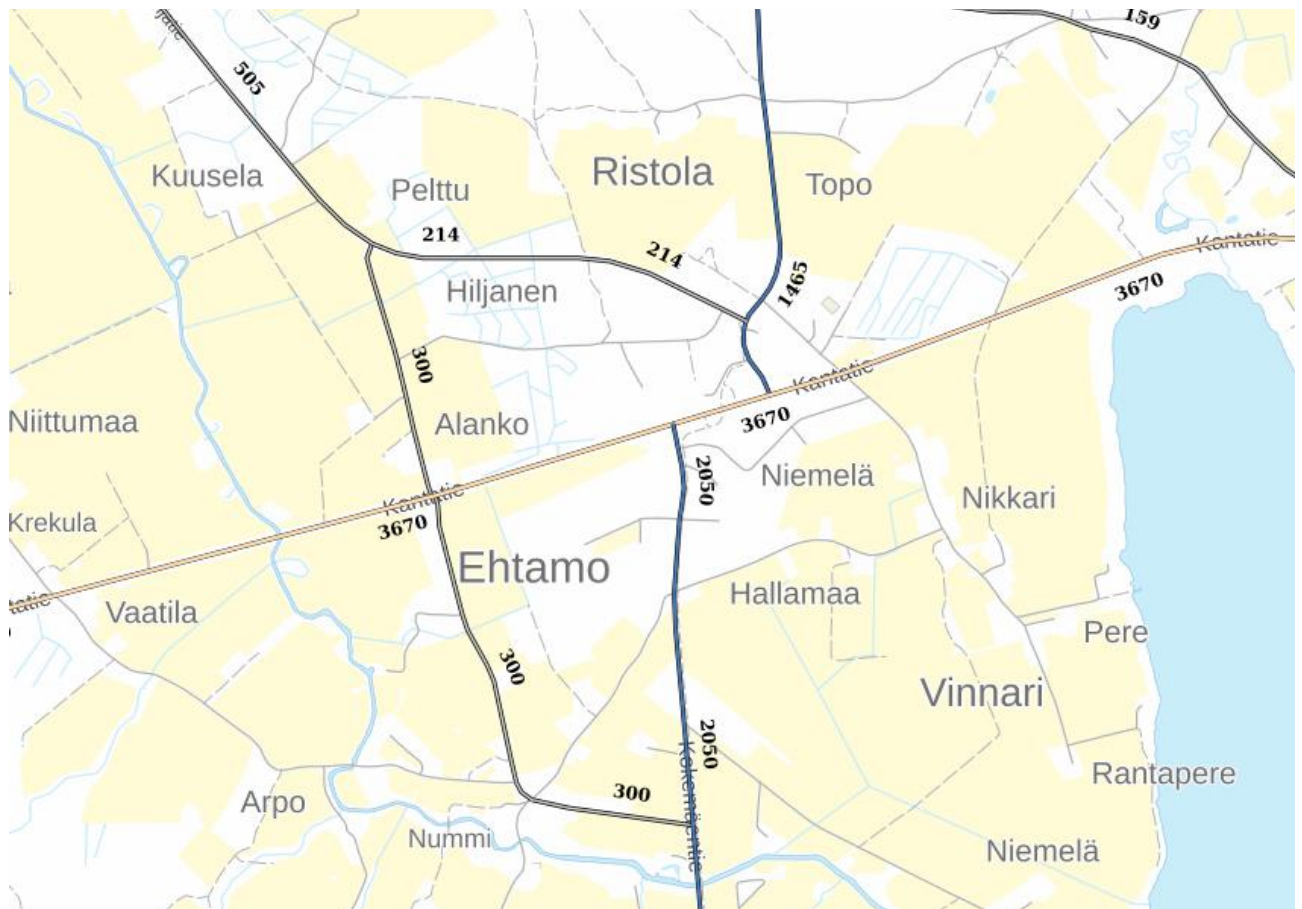 159
505
Kuusela
Pelttu
Ristola
Topo
214
214
Kantatie
Hiljanen
1465
3670
300
Kantatie
Niittumaa
Alanko
3670
2050
Niemelä
Kantatie
Nikkari
Krekula
3670
Ehtamo
Hallamaa
Vaatila
Pere
300
Vinnari
2050
Kokemäentie
Rantapere
300
Arpo
Nummi
Niemelä